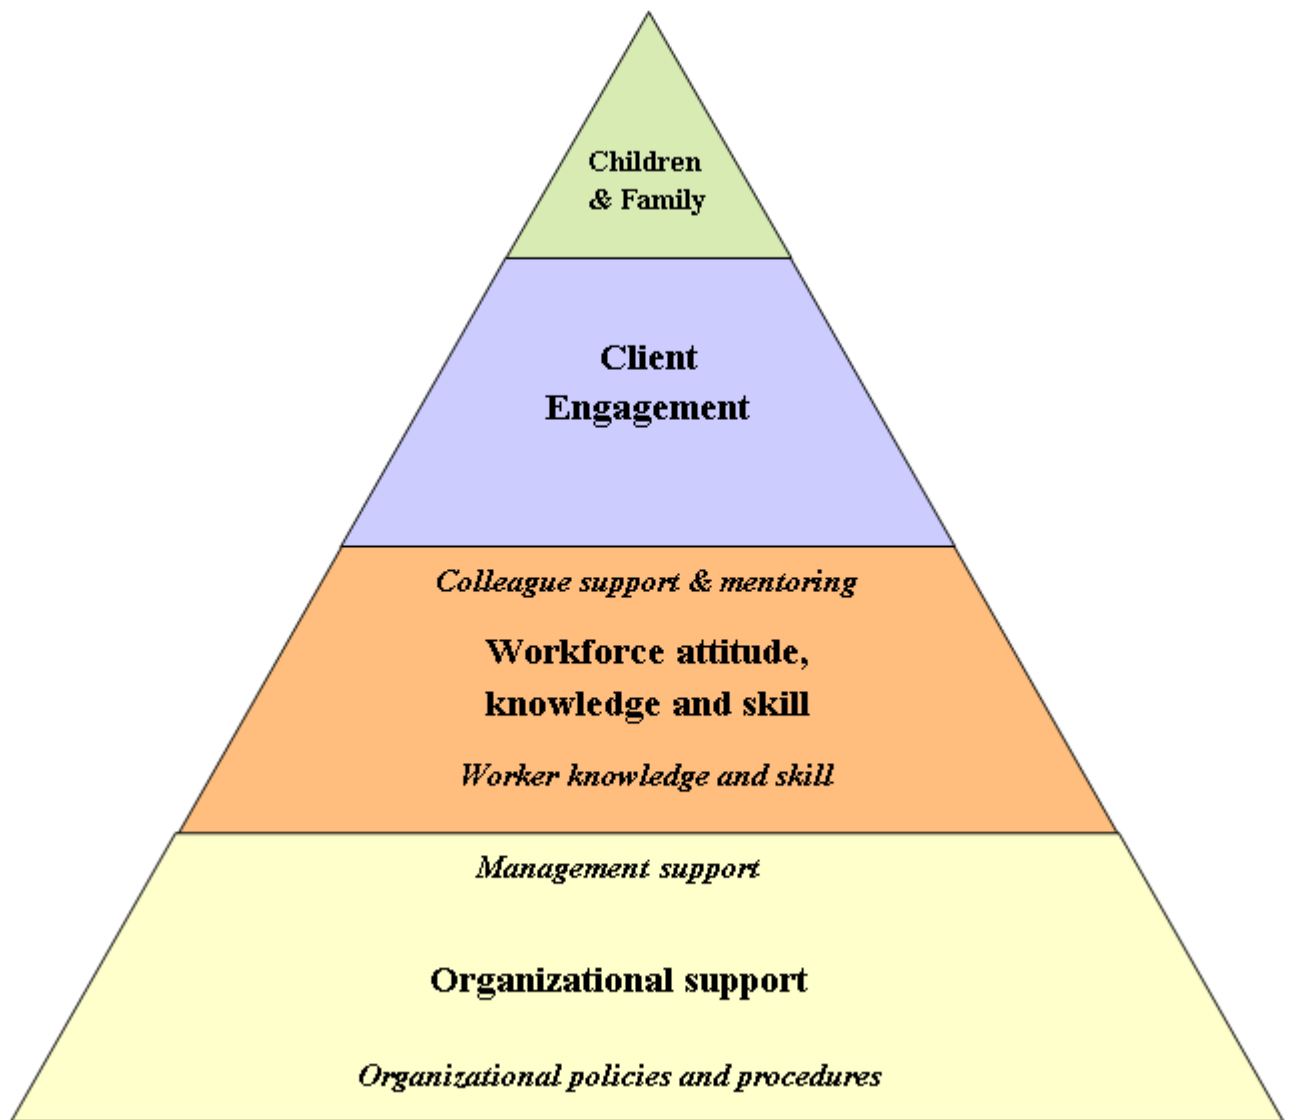 Children
& Family
Client
Engagement
Colleague support & mentoring
Workforce attitude,
knowledge and skill
Worker knowledge and skill
Management support
Organizational support
Organizational policies and procedures